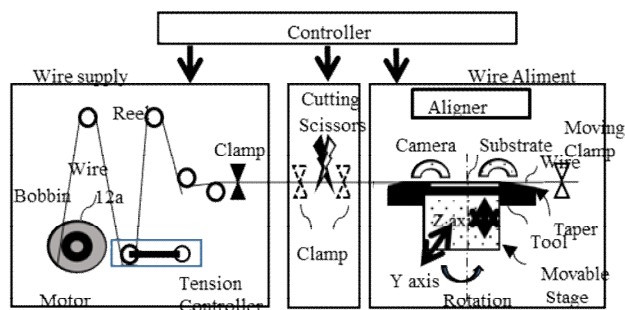 Controller
Wire supply
Reel
Wire
Bobbin
12a
Clamp
Motor
Tension
Controller
Cutting
Scissors
Clamp
Wire Aliment
Aligner
Camera
Substrate
Moving
Clamp
Wire
Z axi
Y axis
Taper
Tool
Movable
Stage
Rotation